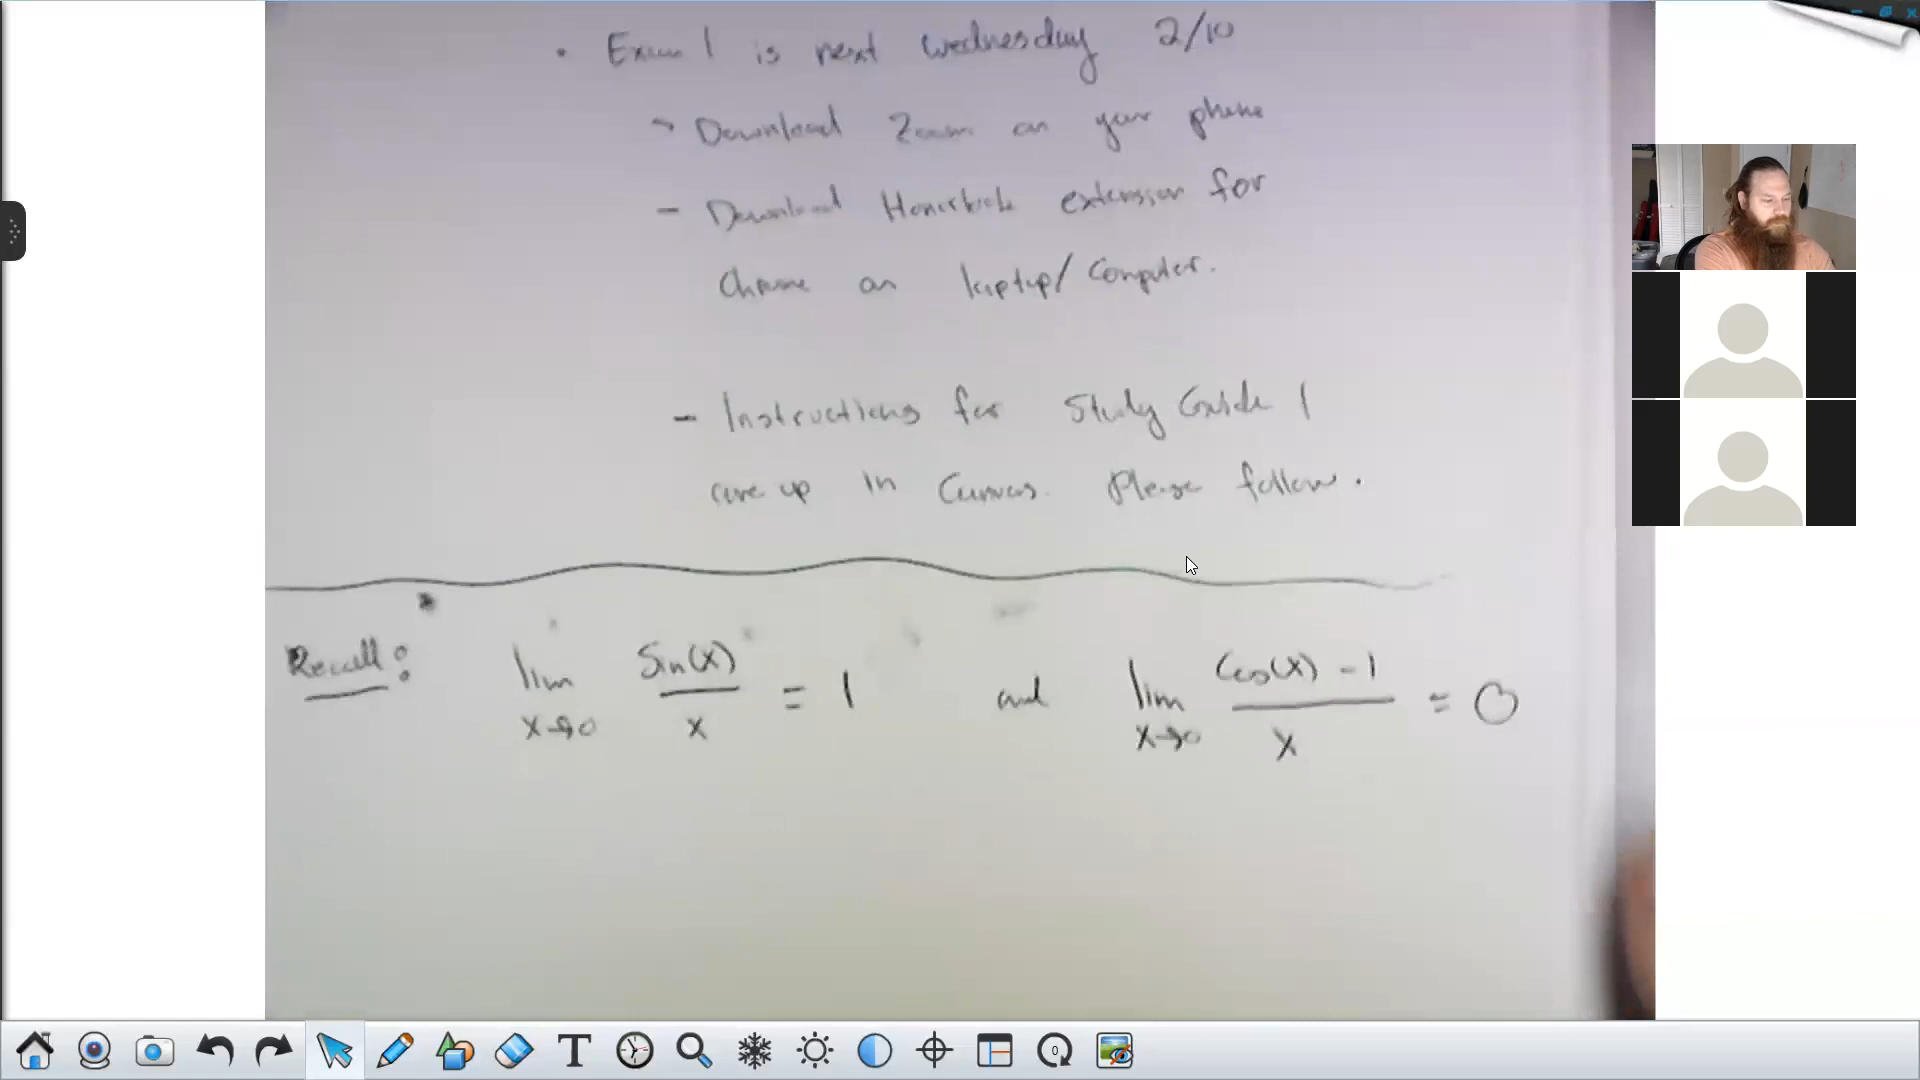 • Exam 1 is next Wednesday 2/10
- Download Zoom on your phone
- Download Honorlock extension for
Chrome on laptop/computer.
- Instructions for Study Guide 1
are up in Canvas. Please follow.
Recall: lim x→0 Sin(x)/x = 1 and lim x→0 Cos(x) - 1/x = 0
T
0